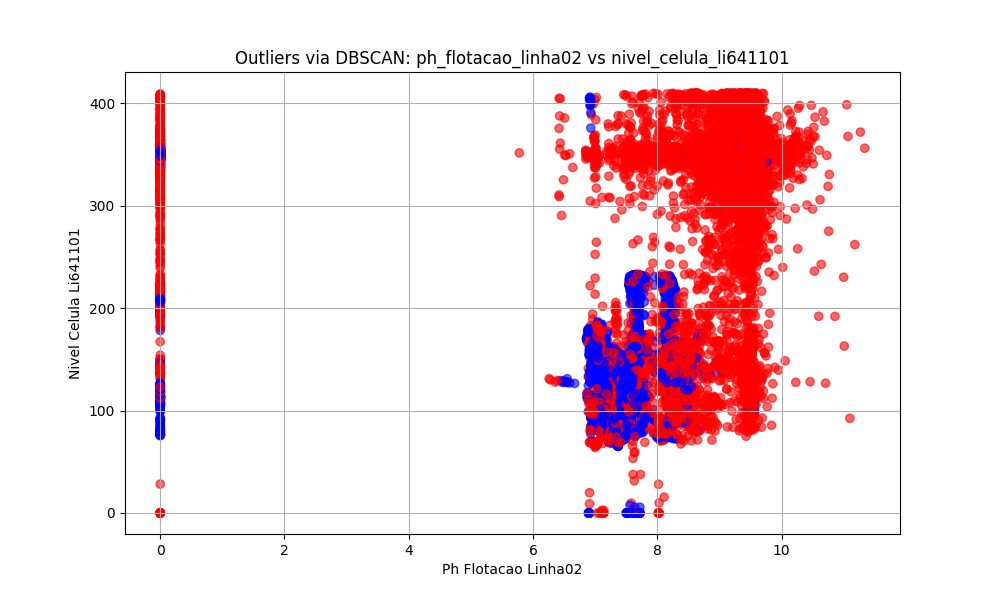 Outliers via DBSCAN: ph_flotacao_linha02 vs nivel_celula_li641101
400
300
200
100
0
Nivel Celula Li641101
0 2 4 6 8 10
Ph Flotacao Linha02